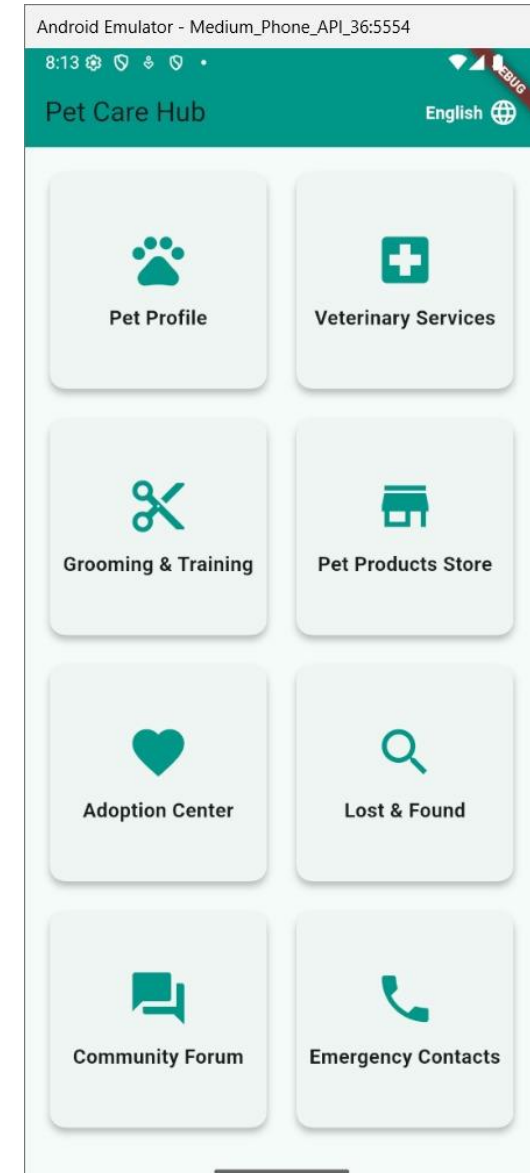 Android Emulator - Medium_Phone_API_36:5554
8:13
DEBUG
Pet Care Hub
English
Pet Profile
Veterinary Services
Grooming & Training
Pet Products Store
Adoption Center
Lost & Found
Community Forum
Emergency Contacts